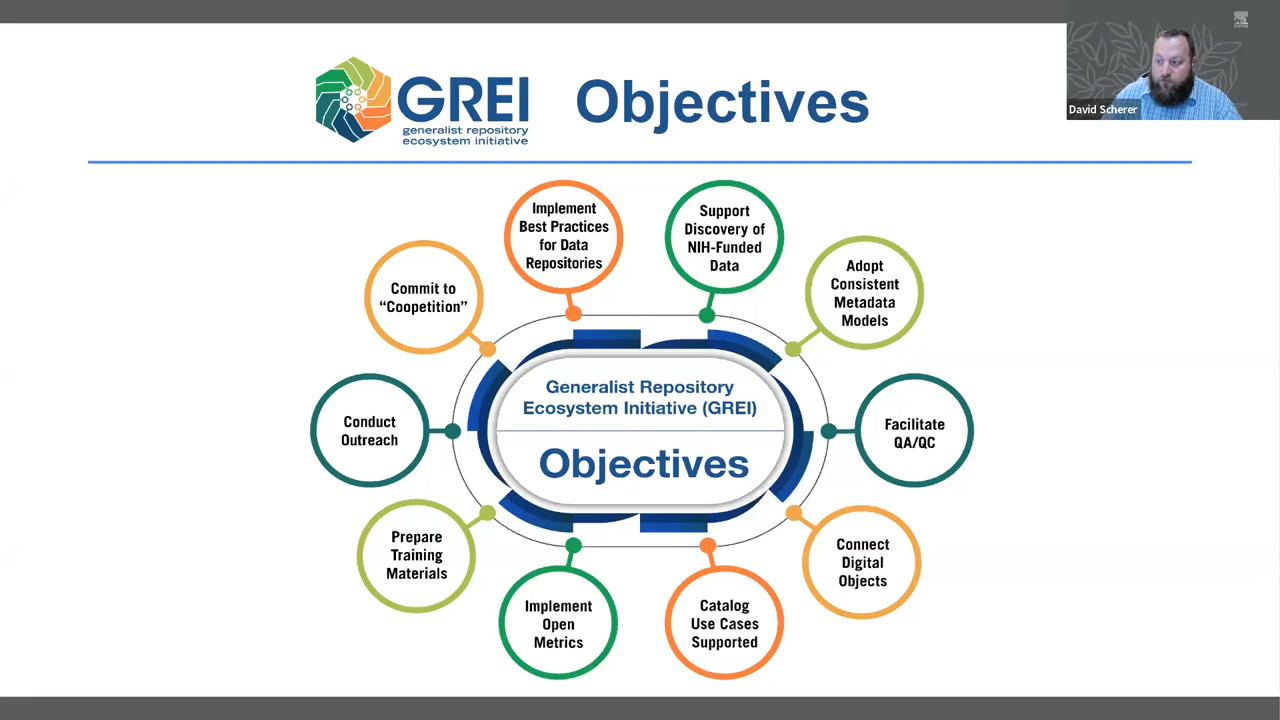 GREI
generalist repository
ecosystem initiative
Objectives
David Scherer
Implement
Best Practices
for Data
Repositories
Support
Discovery of
NIH-Funded
Data
Adopt
Consistent
Metadata
Models
Facilitate
QA/QC
Connect
Digital
Objects
Catalog
Use Cases
Supported
Implement
Open
Metrics
Prepare
Training
Materials
Conduct
Outreach
Commit to
“Coopetition”
Generalist Repository
Ecosystem Initiative (GREI)
Objectives